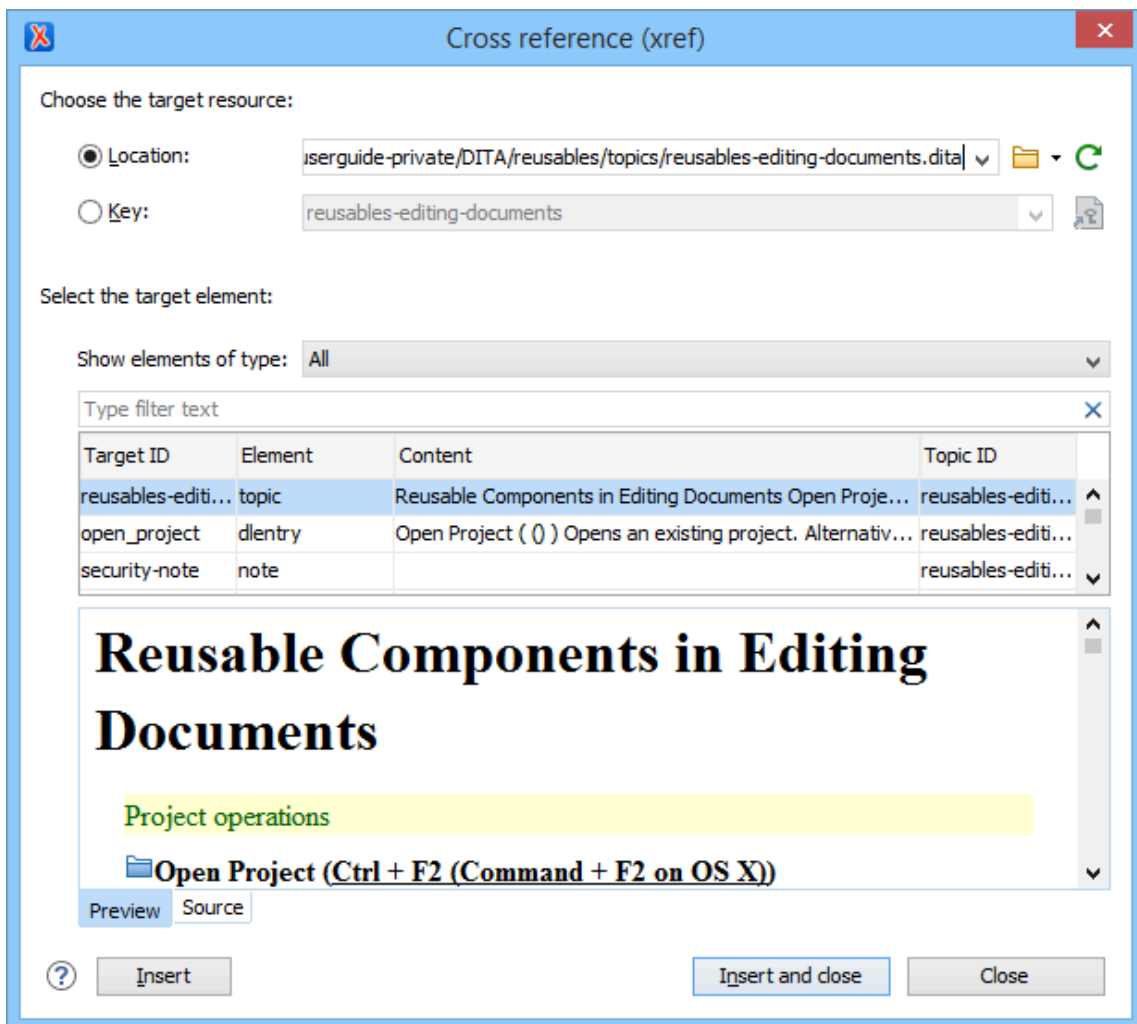 Cross reference (xref)
Choose the target resource:
Location: userguide-private/DITA/reusables/topics/reusables-editing-documents.dita
Key: reusables-editing-documents
Select the target element:
Show elements of type: All
Type filter text
Target ID Element Content Topic ID
reusables-editi... topic Reusable Components in Editing Documents Open Proje... reusables-editi...
open_project dlentry Open Project ( () ) Opens an existing project. Alternativ... reusables-editi...
security-note note reusables-editi...
Reusable Components in Editing
Documents
Project operations
Open Project (Ctrl + F2 (Command + F2 on OS X))
Preview Source
? Insert Insert and close Close